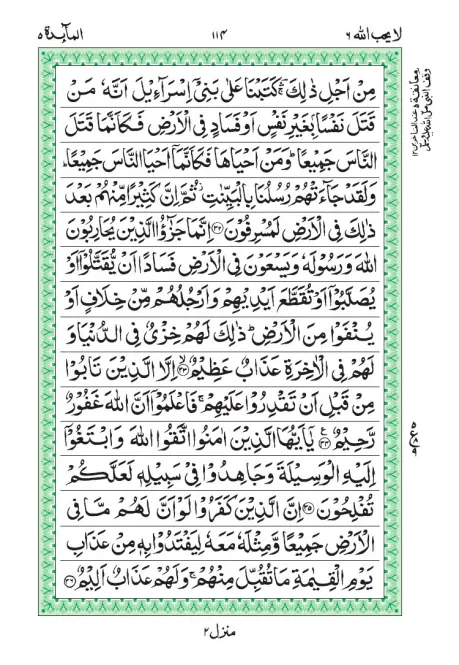 لا يحب الله ٦ ١١٤ المآئدة ٥
مِنْ اَجْلِ ذٰلِكَ ۛۚ كَتَبْنَا عَلٰى بَنِىْۤ اِسْرَآءِيْلَ اَنَّهٗ مَنْ
قَتَلَ نَفْسًۢا بِغَيْرِ نَفْسٍ اَوْ فَسَادٍ فِى الْاَرْضِ فَكَاَنَّمَا قَتَلَ
النَّاسَ جَمِيْعًا ؕ وَمَنْ اَحْيَاهَا فَكَاَنَّمَاۤ اَحْيَا النَّاسَ جَمِيْعًا ؕ
وَلَقَدْ جَآءَتْهُمْ رُسُلُنَا بِالْبَيِّنٰتِ ثُمَّ اِنَّ كَثِيْرًا مِّنْهُمْ بَعْدَ
ذٰلِكَ فِى الْاَرْضِ لَمُسْرِفُوْنَ ﴿۳۲﴾ اِنَّمَا جَزٰٓؤُا الَّذِيْنَ يُحَارِبُوْنَ
اللّٰهَ وَرَسُوْلَهٗ وَيَسْعَوْنَ فِى الْاَرْضِ فَسَادًا اَنْ يُّقَتَّلُوْۤا اَوْ
يُصَلَّبُوْۤا اَوْ تُقَطَّعَ اَيْدِيْهِمْ وَاَرْجُلُهُمْ مِّنْ خِلَافٍ اَوْ
يُنْفَوْا مِنَ الْاَرْضِ ؕ ذٰلِكَ لَهُمْ خِزْىٌ فِى الدُّنْيَا وَ
لَهُمْ فِى الْاٰخِرَةِ عَذَابٌ عَظِيْمٌ ۙ﴿۳۳﴾ اِلَّا الَّذِيْنَ تَابُوْا
مِنْ قَبْلِ اَنْ تَقْدِرُوْا عَلَيْهِمْ ۚ فَاعْلَمُوْۤا اَنَّ اللّٰهَ غَفُوْرٌ
رَّحِيْمٌ ﴿۳۴﴾ يٰۤاَيُّهَا الَّذِيْنَ اٰمَنُوا اتَّقُوا اللّٰهَ وَابْتَغُوْۤا
اِلَيْهِ الْوَسِيْلَةَ وَجَاهِدُوْا فِىْ سَبِيْلِهٖ لَعَلَّكُمْ
تُفْلِحُوْنَ ﴿۳۵﴾ اِنَّ الَّذِيْنَ كَفَرُوْا لَوْ اَنَّ لَهُمْ مَّا فِى
الْاَرْضِ جَمِيْعًا وَّمِثْلَهٗ مَعَهٗ لِيَفْتَدُوْا بِهٖ مِنْ عَذَابِ
يَوْمِ الْقِيٰمَةِ مَا تُقُبِّلَ مِنْهُمْ ۚ وَلَهُمْ عَذَابٌ اَلِيْمٌ ﴿۳۶﴾
منزل ٢